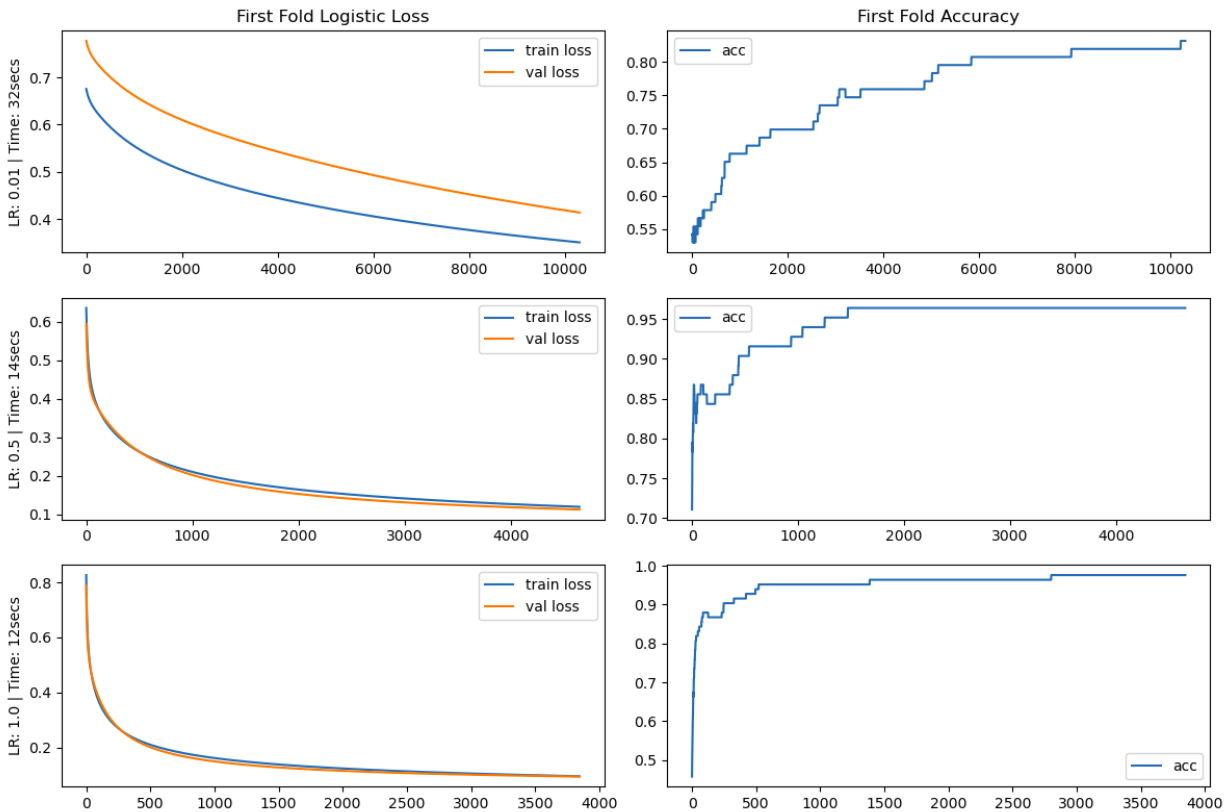 First Fold Logistic Loss
First Fold Accuracy
LR: 0.01 | Time: 32secs
0.7
0.6
0.5
0.4
train loss
val loss
0 2000 4000 6000 8000 10000
0.80
0.75
0.70
0.65
0.60
0.55
acc
0 2000 4000 6000 8000 10000
LR: 0.5 | Time: 14secs
0.6
0.5
0.4
0.3
0.2
0.1
train loss
val loss
0 1000 2000 3000 4000
0.95
0.90
0.85
0.80
0.75
0.70
acc
0 1000 2000 3000 4000
LR: 1.0 | Time: 12secs
0.8
0.6
0.4
0.2
train loss
val loss
0 500 1000 1500 2000 2500 3000 3500 4000
1.0
0.9
0.8
0.7
0.6
0.5
acc
0 500 1000 1500 2000 2500 3000 3500 4000